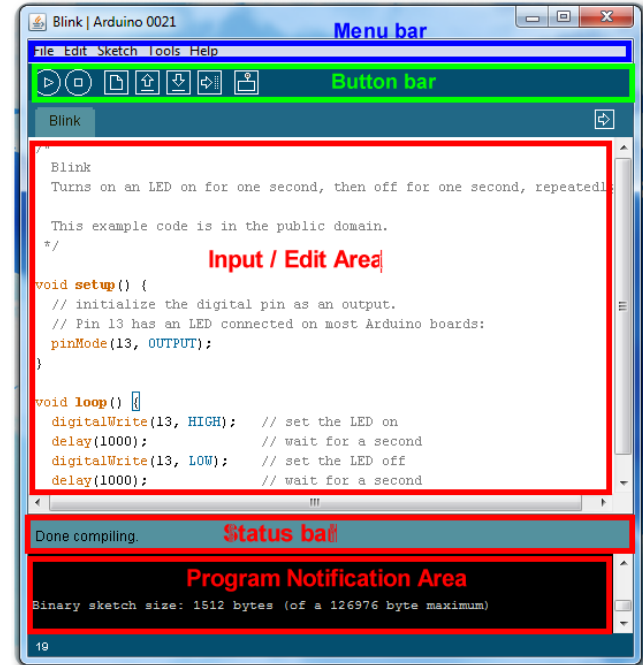 Blink | Arduino 0021
Menu bar
File Edit Sketch Tools Help
Button bar
Blink
/*
Blink
Turns on an LED on for one second, then off for one second, repeatedl
This example code is in the public domain.
*/
Input / Edit Area
void setup() {
// initialize the digital pin as an output.
// Pin 13 has an LED connected on most Arduino boards:
pinMode(13, OUTPUT);
}
void loop() {
digitalWrite(13, HIGH); // set the LED on
delay(1000); // wait for a second
digitalWrite(13, LOW); // set the LED off
delay(1000); // wait for a second
Done compiling.
Status bar
Program Notification Area
Binary sketch size: 1512 bytes (of a 126976 byte maximum)
19